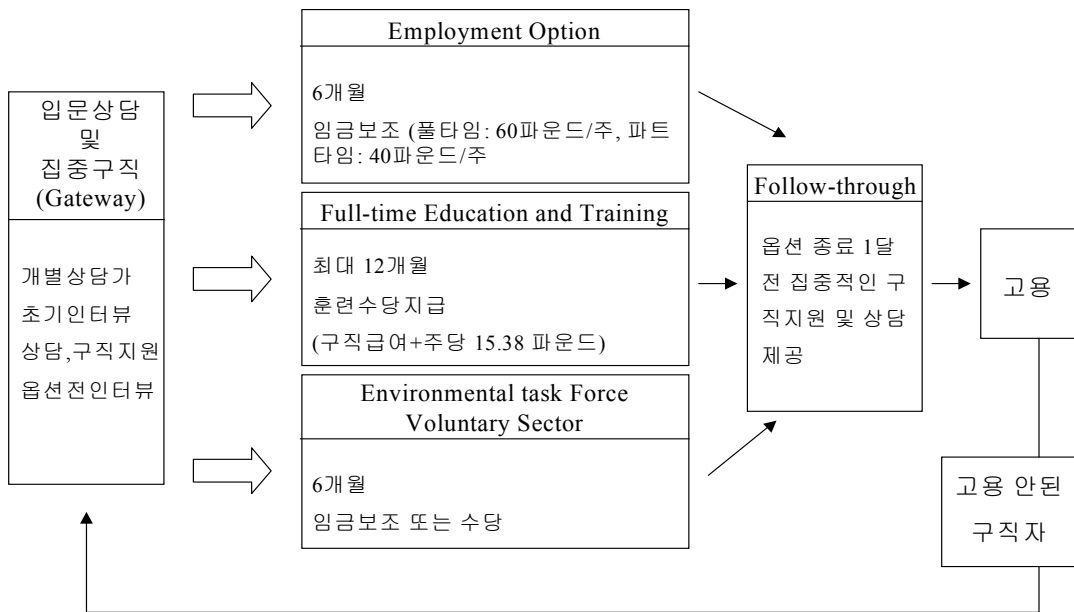 입문상담
및
집중구직
(Gateway)
개별상담가
초기인터뷰
상담,구직지원
옵션전인터뷰
Employment Option
6개월
임금보조 (풀타임: 60파운드/주, 파트
타임: 40파운드/주
Full-time Education and Training
최대 12개월
훈련수당지급
(구직급여+주당 15.38 파운드)
Environmental task Force
Voluntary Sector
6개월
임금보조 또는 수당
Follow-through
옵션 종료 1달
전 집중적인 구
직지원 및 상담
제공
고용
고용 안된
구직자